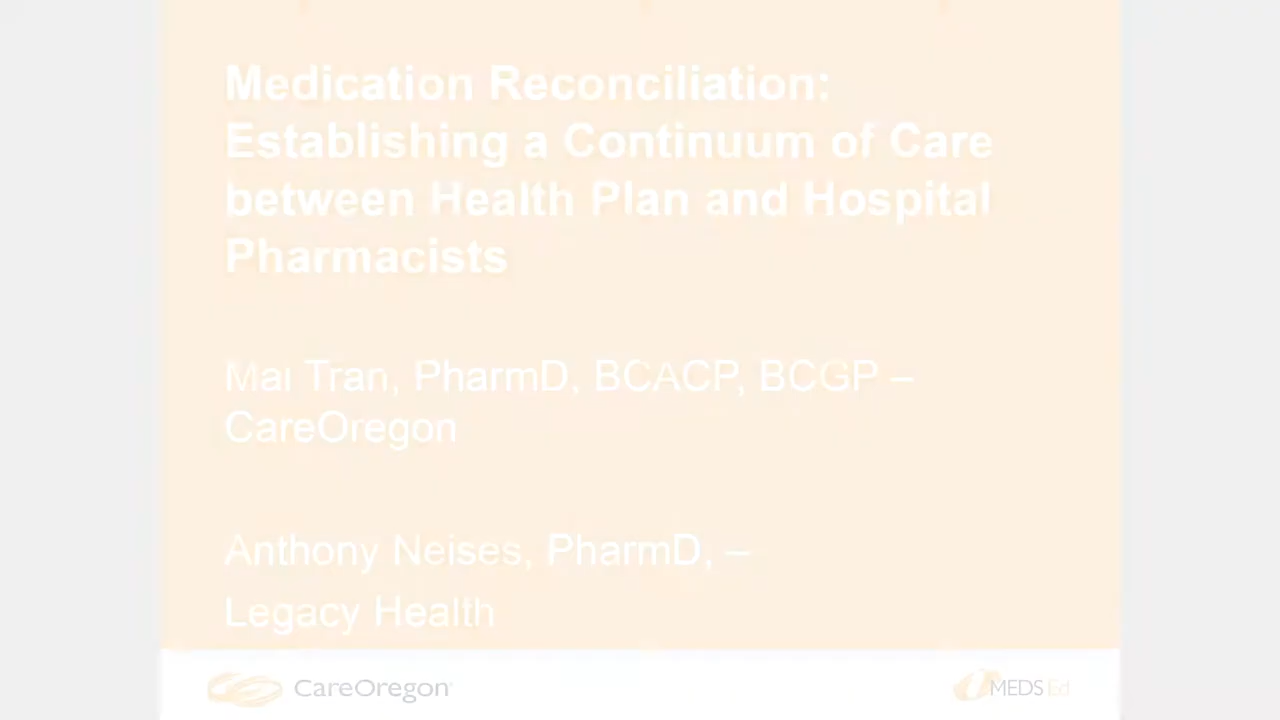 Medication Reconciliation:
Establishing a Continuum of Care
between Health Plan and Hospital
Pharmacists
Mai Tran, PharmD, BCACP, BCGP –
CareOregon
Anthony Neises, PharmD, –
Legacy Health
CareOregon
MEDS Ed